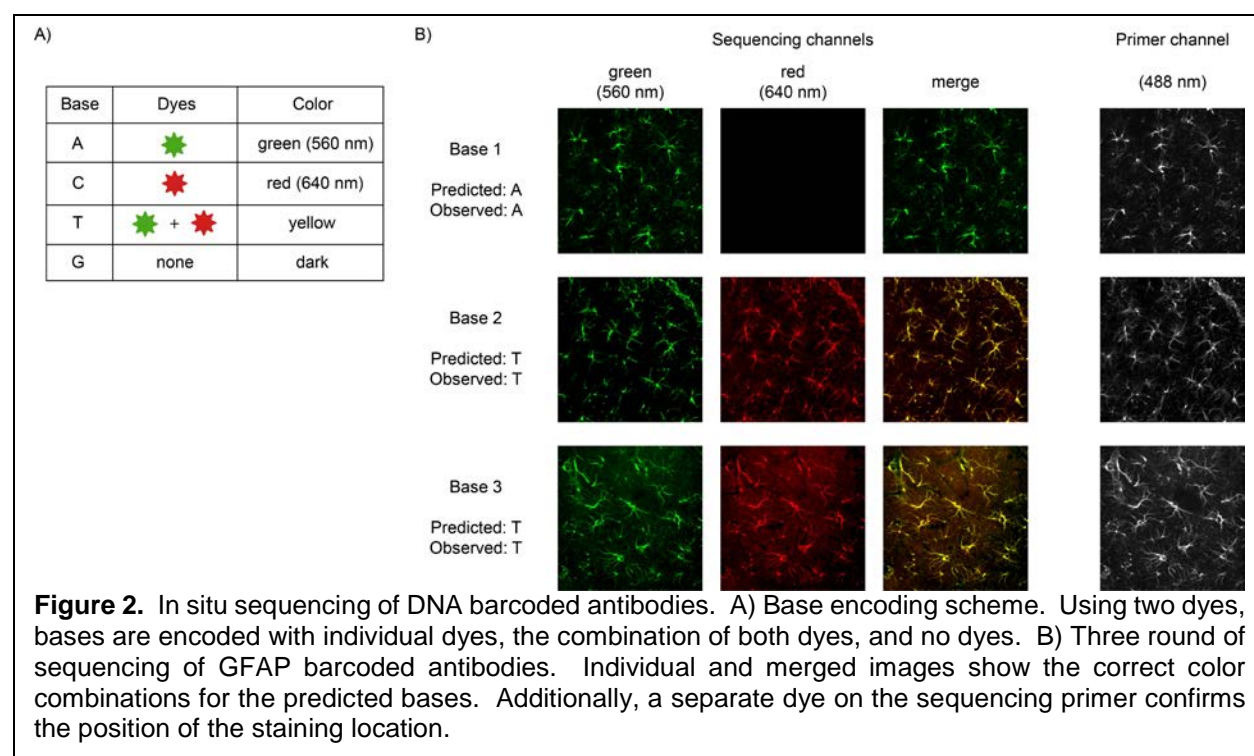 A)
Base Dyes Color
A green (560 nm)
C red (640 nm)
T + yellow
G none dark
B)
Sequencing channels
Primer channel
green
(560 nm)
red
(640 nm)
merge
(488 nm)
Base 1
Predicted: A
Observed: A
Base 2
Predicted: T
Observed: T
Base 3
Predicted: T
Observed: T
Figure 2. In situ sequencing of DNA barcoded antibodies. A) Base encoding scheme. Using two dyes,
bases are encoded with individual dyes, the combination of both dyes, and no dyes. B) Three round of
sequencing of GFAP barcoded antibodies. Individual and merged images show the correct color
combinations for the predicted bases. Additionally, a separate dye on the sequencing primer confirms
the position of the staining location.